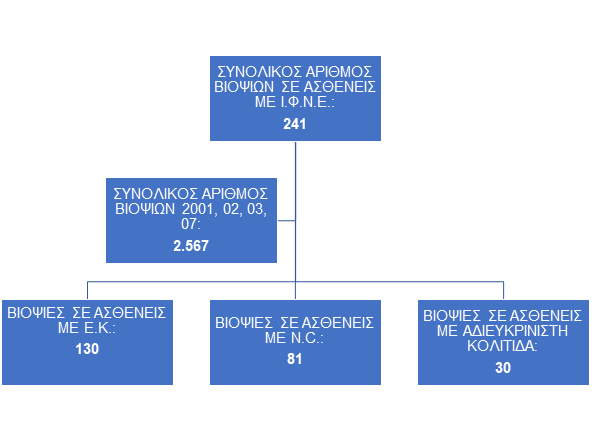 ΣΥΝΟΛΙΚΟΣ ΑΡΙΘΜΟΣ
ΒΙΟΨΙΩΝ ΣΕ ΑΣΘΕΝΕΙΣ
ΜΕ Ι.Φ.Ν.Ε.:
241
ΣΥΝΟΛΙΚΟΣ ΑΡΙΘΜΟΣ
ΒΙΟΨΙΩΝ 2001, 02, 03,
07:
2.567
ΒΙΟΨΙΕΣ ΣΕ ΑΣΘΕΝΕΙΣ
ΜΕ Ε.Κ.:
130
ΒΙΟΨΙΕΣ ΣΕ ΑΣΘΕΝΕΙΣ
ΜΕ N.C.:
81
ΒΙΟΨΙΕΣ ΣΕ ΑΣΘΕΝΕΙΣ
ΜΕ ΑΔΙΕΥΚΡΙΝΙΣΤΗ
ΚΟΛΙΤΙΔΑ:
30